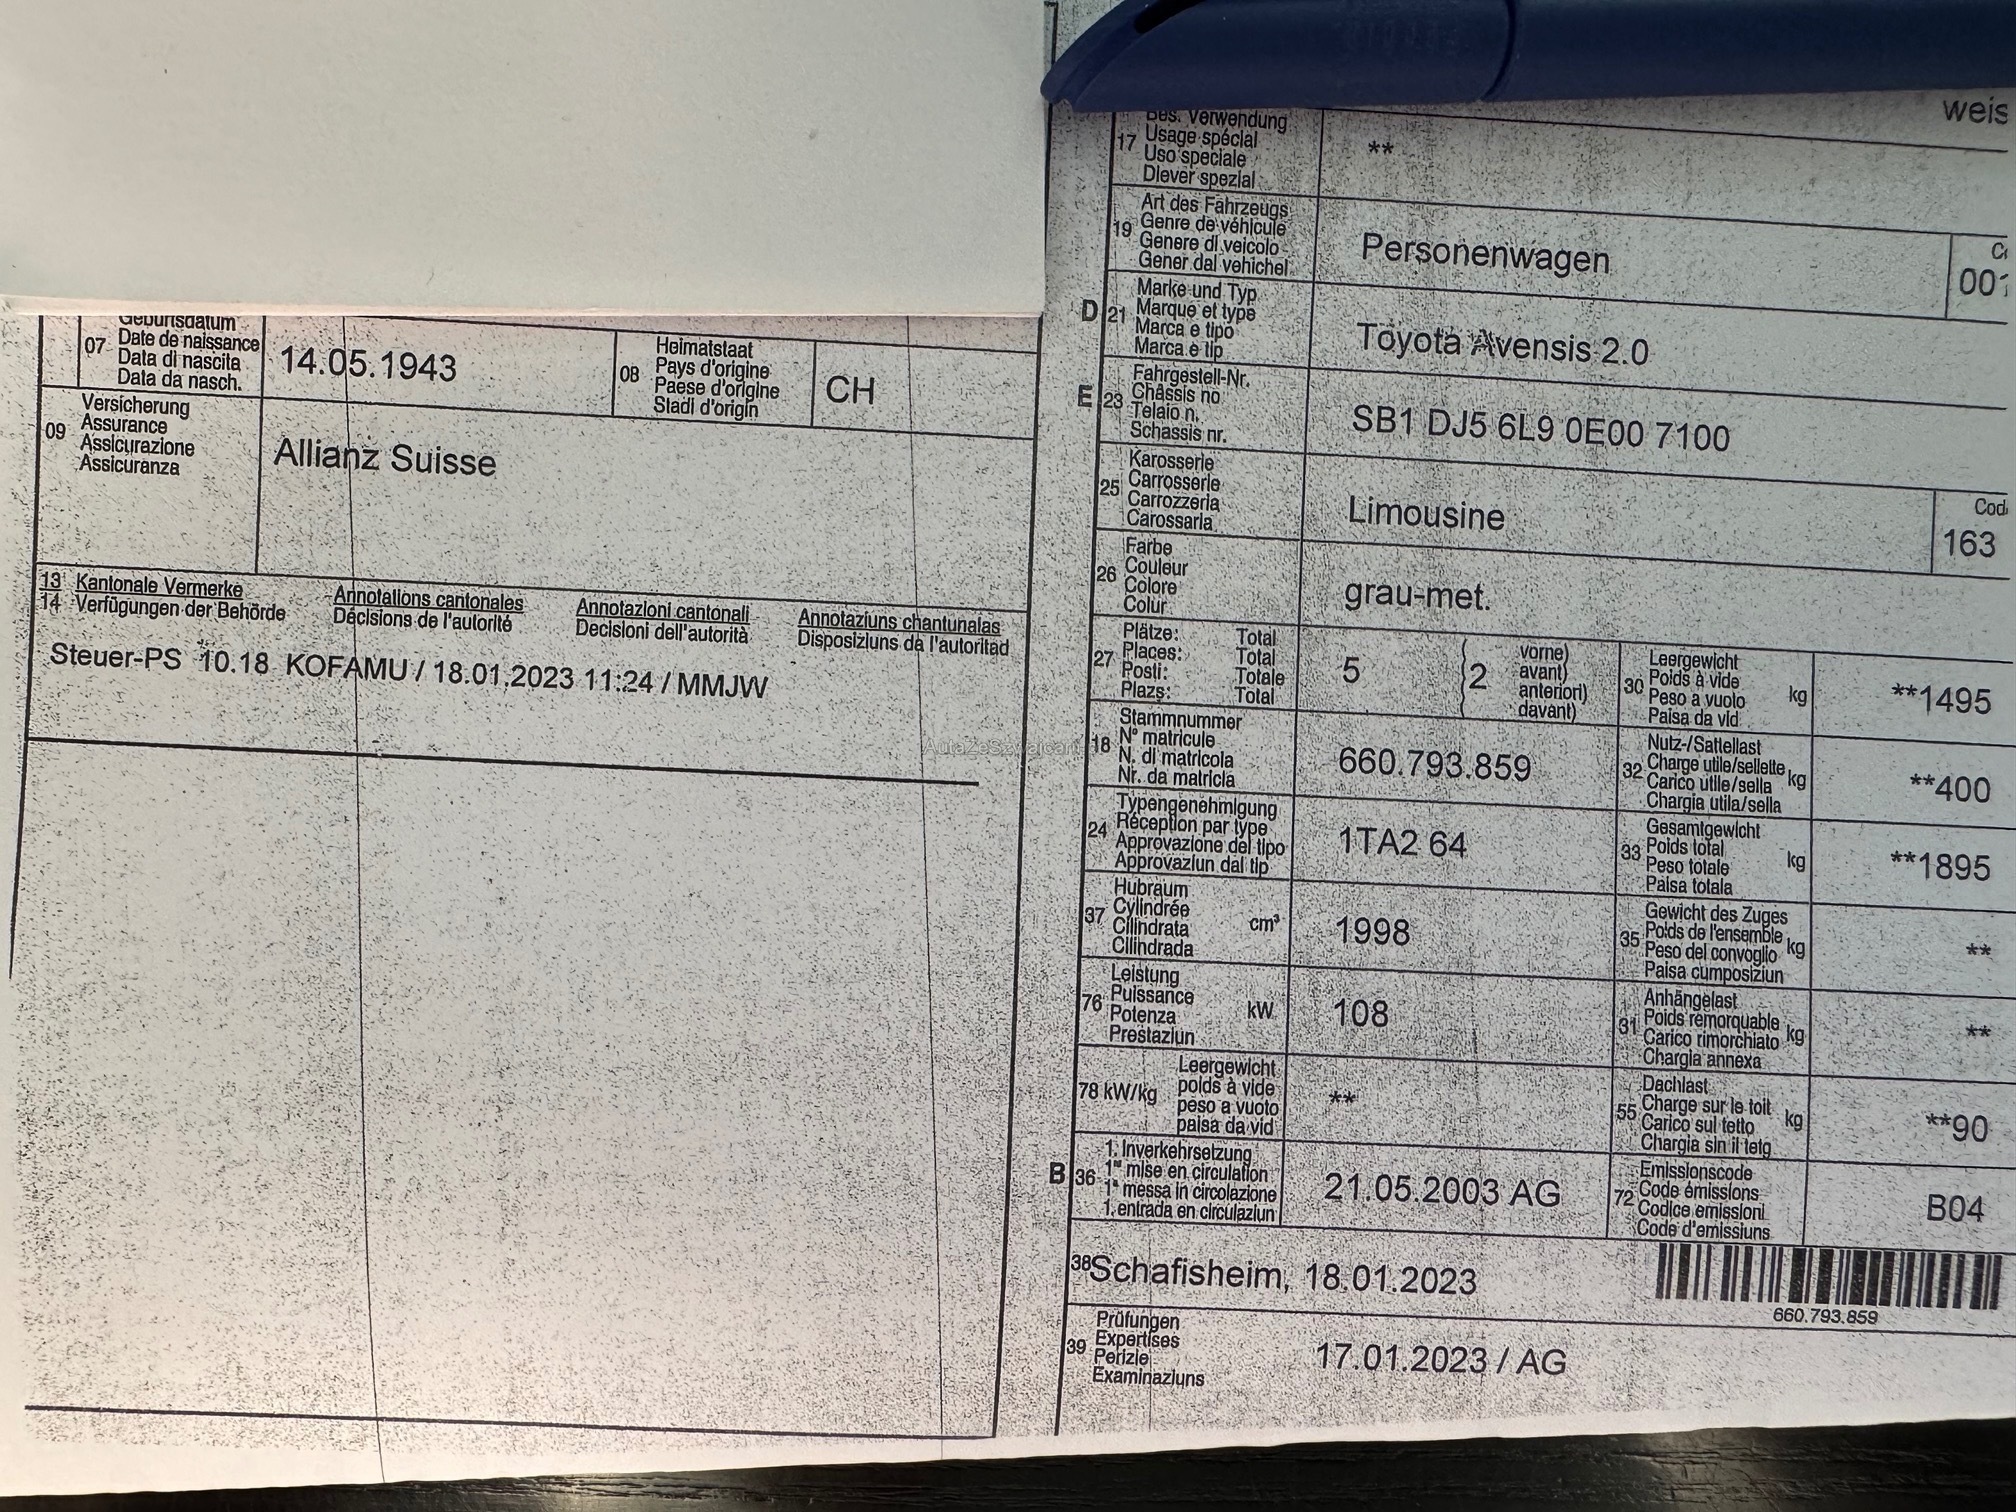 Geburtsdatum
07 Date de naissance
Data di nascita
Data da nasch.
14.05.1943
08 Heimatstaat
Pays d'origine
Paese d'origine
Stadi d'origin
CH
09 Versicherung
Assurance
Assicurazione
Assicuranza
Allianz Suisse
13 Kantonale Vermerke
14 Verfügungen der Behörde
Annotations cantonales
Décisions de l'autorité
Annotazioni cantonali
Decisioni dell'autorità
Annotaziuns chantunalas
Disposiziuns da l'autoritad
Steuer-PS 10.18 KOFAMU / 18.01.2023 11:24 / MMJW
weis
17 Bes. Verwendung
Usage spécial
Uso speciale
Diever spezial
**
19 Art des Fahrzeugs
Genre de véhicule
Genere di veicolo
Gener dal vehichel
Personenwagen
001
D 21 Marke und Typ
Marque et type
Marca e tipo
Marca e tip
Toyota Avensis 2.0
E 23 Fahrgestell-Nr.
Châssis no
Telaio n.
Schassis nr.
SB1 DJ5 6L9 0E00 7100
25 Karosserie
Carrosserie
Carrozzeria
Carossaria
Limousine
Cod
163
26 Farbe
Couleur
Colore
Colur
grau-met.
27 Plätze: Total
Places: Total
Posti: Totale
Plazs: Total
5
2
vorne)
avant)
anteriori)
davant)
30 Leergewicht
Poids à vide
Peso a vuoto
Paisa da vid
kg
**1495
18 Stammnummer
N° matricule
N. di matricola
Nr. da matricla
660.793.859
32 Nutz-/Sattellast
Charge utile/sellette
Carico utile/sella
Chargia utila/sella
kg
**400
24 Typengenehmigung
Réception par type
Approvazione del tipo
Approvaziun dal tip
1TA2 64
33 Gesamtgewicht
Poids total
Peso totale
Paisa totala
kg
**1895
37 Hubraum
Cylindrée
Cilindrata
Cilindrada
cm³
1998
35 Gewicht des Zuges
Poids de l'ensemble
Peso del convoglio
Paisa cumposiziun
kg
**
76 Leistung
Puissance
Potenza
Prestaziun
kW
108
31 Anhängelast
Poids remorquable
Carico rimorchiato
Chargia annexa
kg
**
78 kW/kg
Leergewicht
poids à vide
peso a vuoto
paisa da vid
**
55 Dachlast
Charge sur le toit
Carico sul tetto
Chargia sin il tetg
kg
**90
B 36 1. Inverkehrsetzung
1re mise en circulation
1a messa in circolazione
1. entrada en circulaziun
21.05.2003 AG
72 Emissionscode
Code émissions
Codice emissioni
Code d'emissiuns
B04
38 Schafisheim, 18.01.2023
660.793.859
39 Prüfungen
Expertises
Perizie
Examinaziuns
17.01.2023 / AG